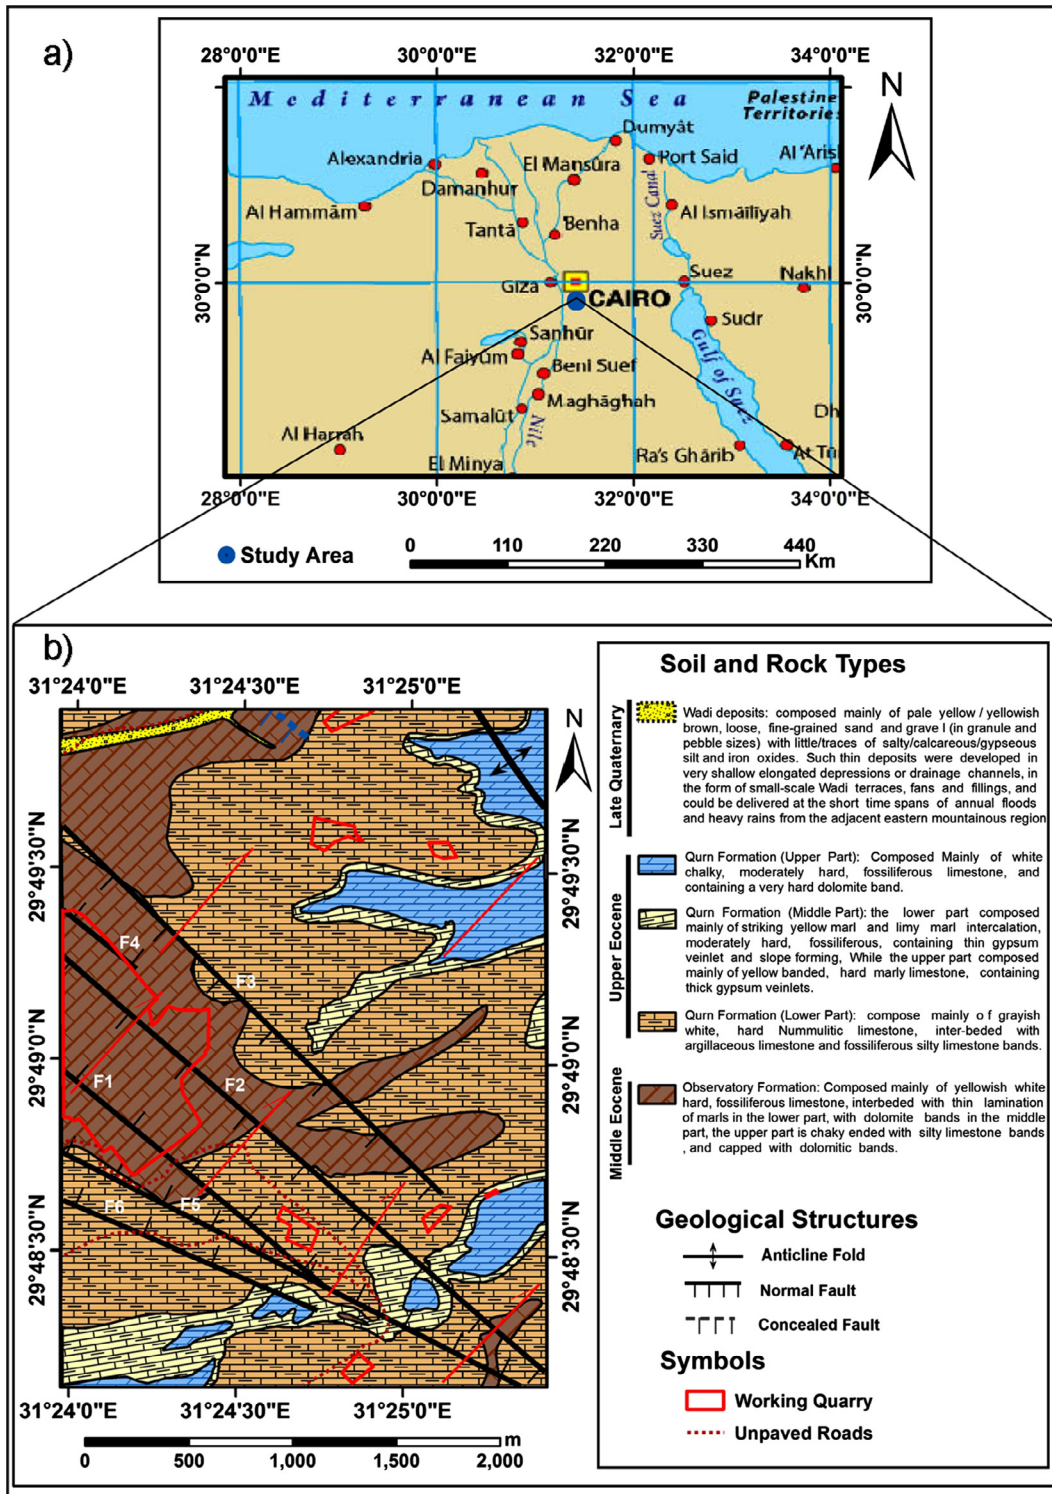 a)
28°0'0"E 30°0'0"E 32°0'0"E 34°0'0"E
N
Mediterranean Sea
Palestine
Territories
Dumyât
Alexandria
El Mansûra
Port Said
Al 'Arish
Damanhur
Al Hammām
Tantā
Benha
Suez Canal
Al Ismāīlīyah
30°0'0"N
Giza
Suez
Nakhl
30°0'0"N
CAIRO
Sudr
Sanhūr
Al Faiyūm
Beni Suef
Gulf of Suez
Maghāghah
Samalūt
Nile
Dh
Al Harrah
El Minya
Ra's Ghārib
At Tūr
28°0'0"E 30°0'0"E 32°0'0"E 34°0'0"E
Study Area
0 110 220 330 440
Km
b)
31°24'0"E 31°24'30"E 31°25'0"E
N
29°49'30"N
29°49'0"N
29°48'30"N
F4
F3
F1
F2
F5
F6
29°49'30"N
29°49'0"N
29°48'30"N
31°24'0"E 31°24'30"E 31°25'0"E
m
0 500 1,000 1,500 2,000
Soil and Rock Types
Late Quaternary
Wadi deposits: composed mainly of pale yellow / yellowish
brown, loose, fine-grained sand and grave l (in granule and
pebble sizes) with little/traces of salty/calcareous/gypseous
silt and iron oxides. Such thin deposits were developed in
very shallow elongated depressions or drainage channels, in
the form of small-scale Wadi terraces, fans and fillings, and
could be delivered at the short time spans of annual floods
and heavy rains from the adjacent eastern mountainous region
Upper Eocene
Qurn Formation (Upper Part): Composed Mainly of white
chalky, moderately hard, fossiliferous limestone, and
containing a very hard dolomite band.
Qurn Formation (Middle Part): the lower part composed
mainly of striking yellow marl and limy marl intercalation,
moderately hard, fossiliferous, containing thin gypsum
veinlet and slope forming, While the upper part composed
mainly of yellow banded, hard marly limestone, containing
thick gypsum veinlets.
Qurn Formation (Lower Part): compose mainly of grayish
white, hard Nummulitic limestone, inter-beded with
argillaceous limestone and fossiliferous silty limestone bands.
Middle Eocene
Observatory Formation: Composed mainly of yellowish white
hard, fossiliferous limestone, interbeded with thin lamination
of marls in the lower part, with dolomite bands in the middle
part, the upper part is chaky ended with silty limestone bands
, and capped with dolomitic bands.
Geological Structures
Anticline Fold
Normal Fault
Concealed Fault
Symbols
Working Quarry
Unpaved Roads